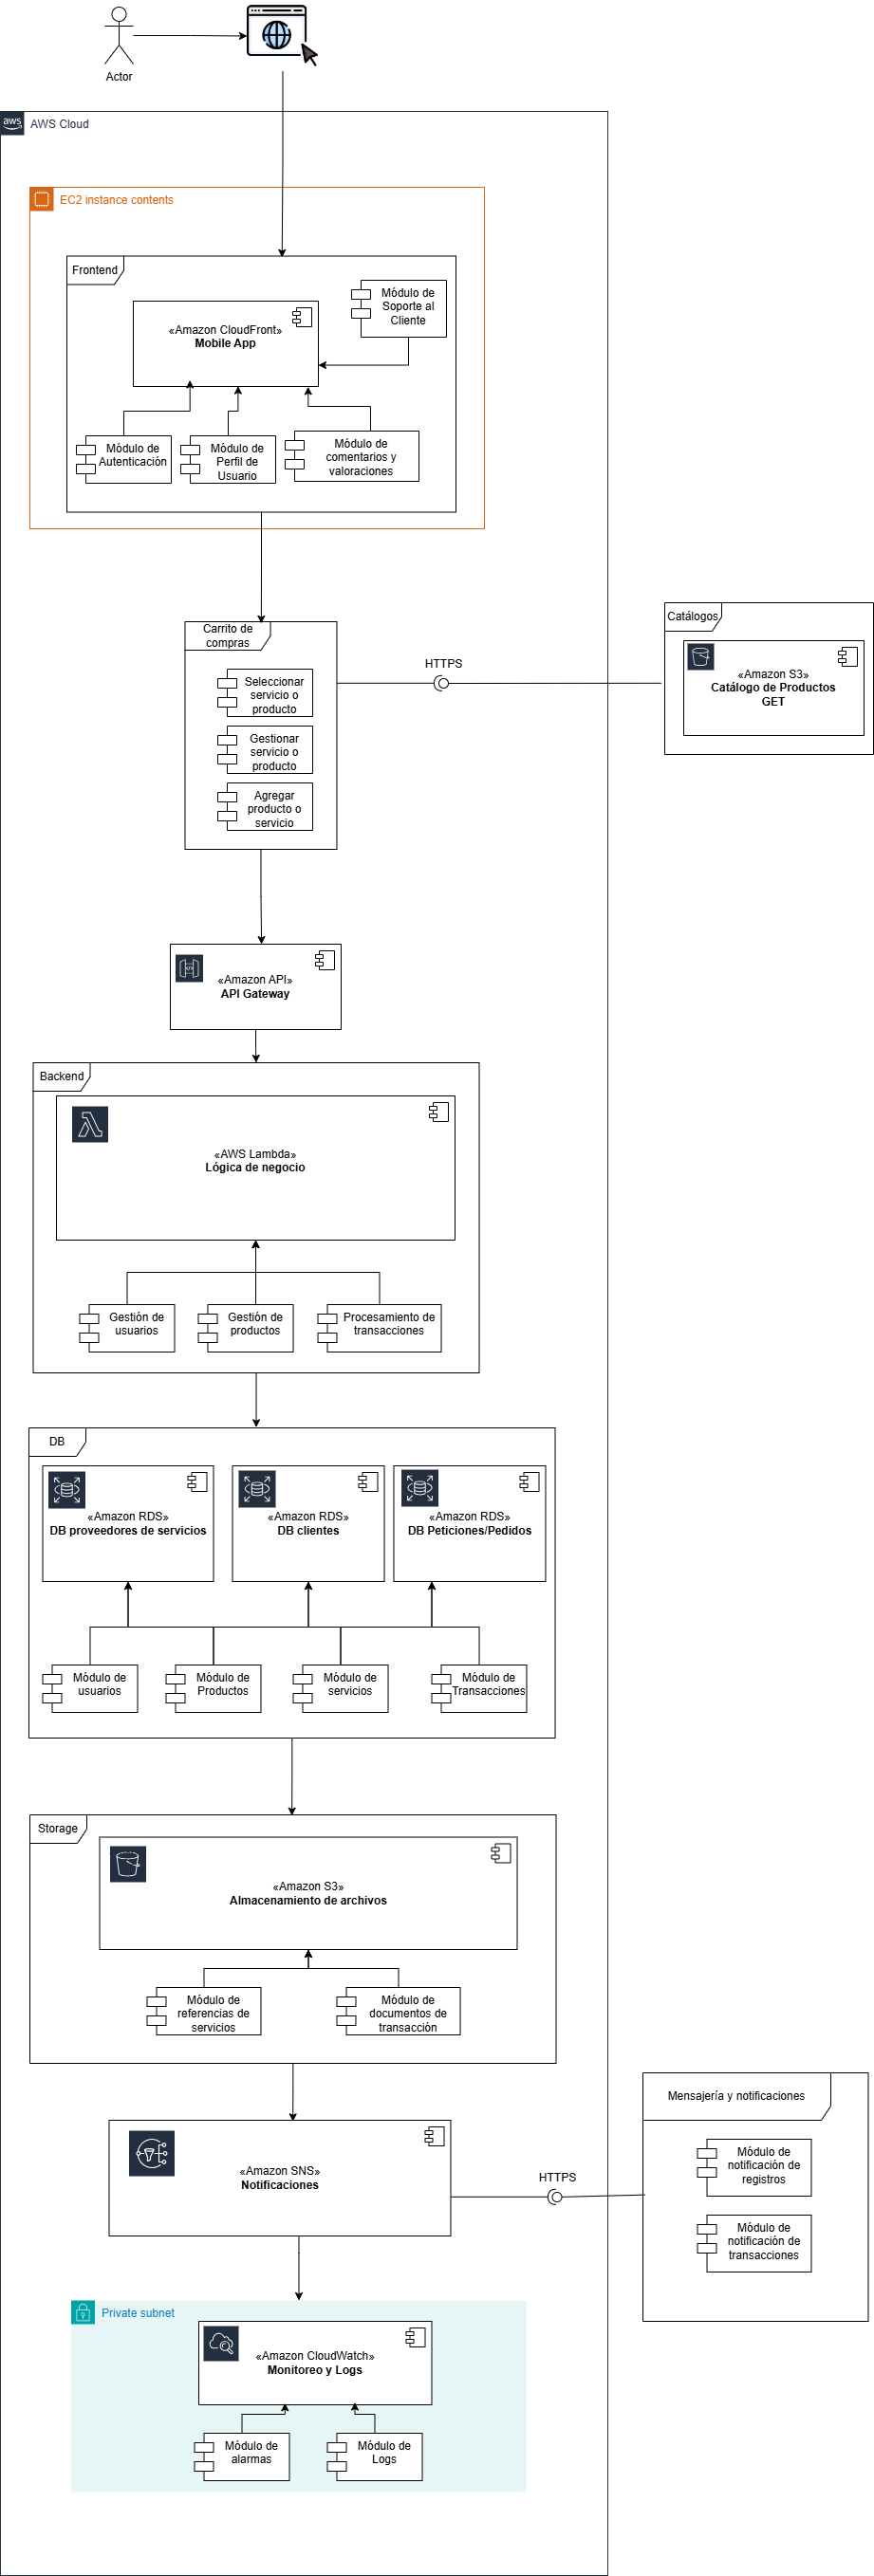 Actor
aws
AWS Cloud
EC2 instance contents
Frontend
«Amazon CloudFront»
Mobile App
Módulo de
Soporte al
Cliente
Módulo de
Autenticación
Módulo de
Perfil de
Usuario
Módulo de
comentarios y
valoraciones
Carrito de
compras
Seleccionar
servicio o
producto
Gestionar
servicio o
producto
Agregar
producto o
servicio
HTTPS
Catálogos
«Amazon S3»
Catálogo de Productos
GET
«Amazon API»
API Gateway
Backend
«AWS Lambda»
Lógica de negocio
Gestión de
usuarios
Gestión de
productos
Procesamiento de
transacciones
DB
«Amazon RDS»
DB proveedores de servicios
«Amazon RDS»
DB clientes
«Amazon RDS»
DB Peticiones/Pedidos
Módulo de
usuarios
Módulo de
Productos
Módulo de
servicios
Módulo de
Transacciones
Storage
«Amazon S3»
Almacenamiento de archivos
Módulo de
referencias de
servicios
Módulo de
documentos de
transacción
«Amazon SNS»
Notificaciones
HTTPS
Mensajería y notificaciones
Módulo de
notificación de
registros
Módulo de
notificación de
transacciones
Private subnet
«Amazon CloudWatch»
Monitoreo y Logs
Módulo de
alarmas
Módulo de
Logs